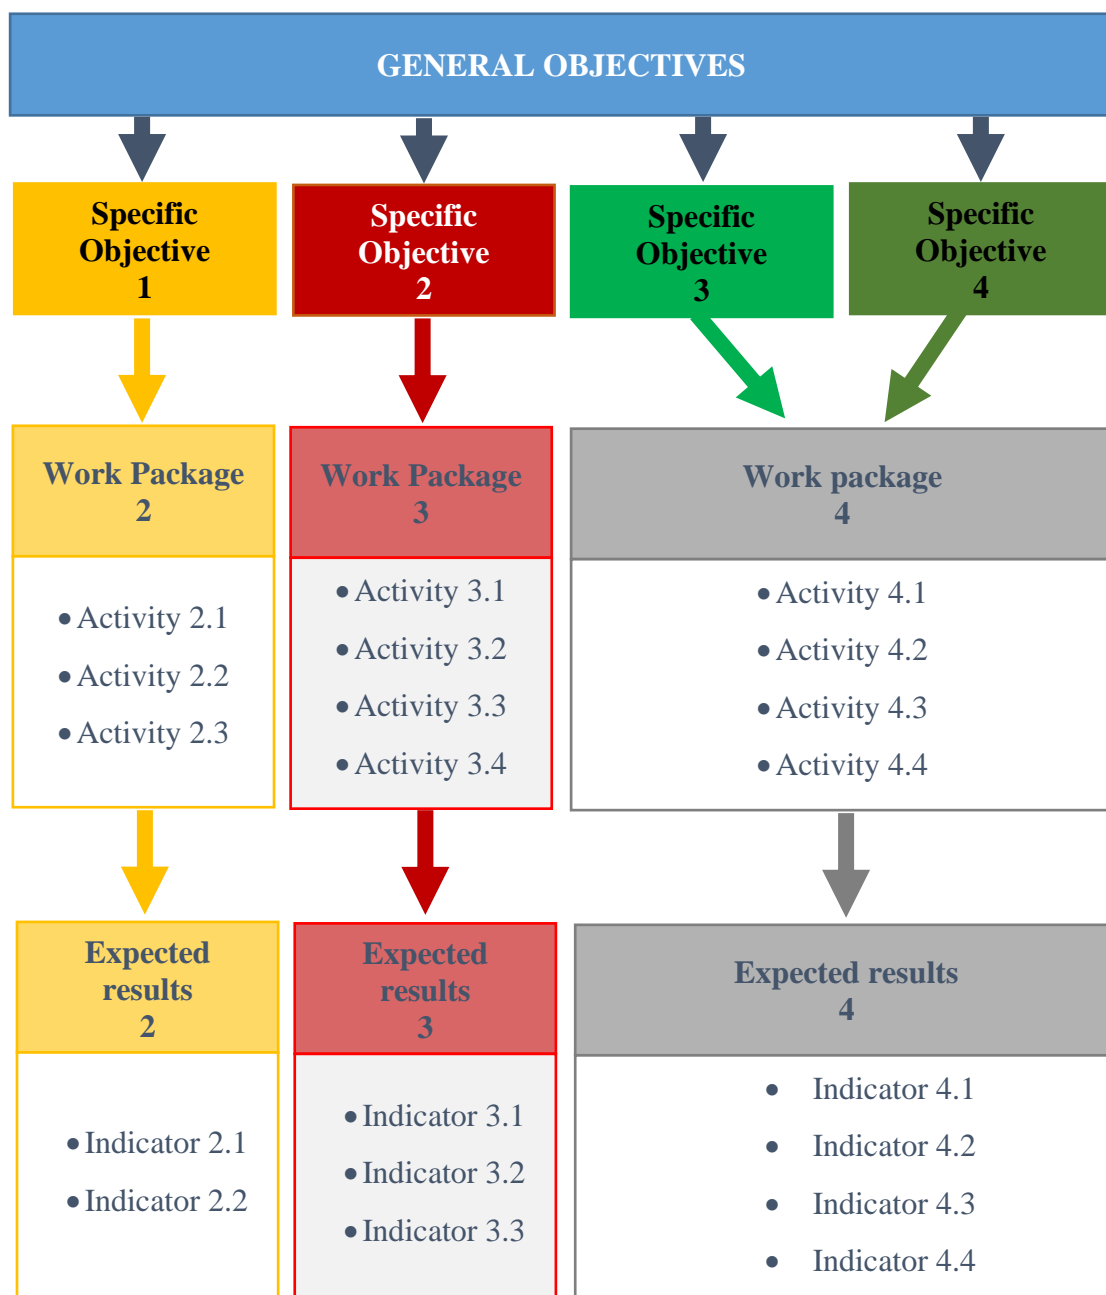 GENERAL OBJECTIVES
Specific
Objective
1
Specific
Objective
2
Specific
Objective
3
Specific
Objective
4
Work Package
2
• Activity 2.1
• Activity 2.2
• Activity 2.3
Work Package
3
• Activity 3.1
• Activity 3.2
• Activity 3.3
• Activity 3.4
Work package
4
• Activity 4.1
• Activity 4.2
• Activity 4.3
• Activity 4.4
Expected
results
2
• Indicator 2.1
• Indicator 2.2
Expected
results
3
• Indicator 3.1
• Indicator 3.2
• Indicator 3.3
Expected results
4
• Indicator 4.1
• Indicator 4.2
• Indicator 4.3
• Indicator 4.4